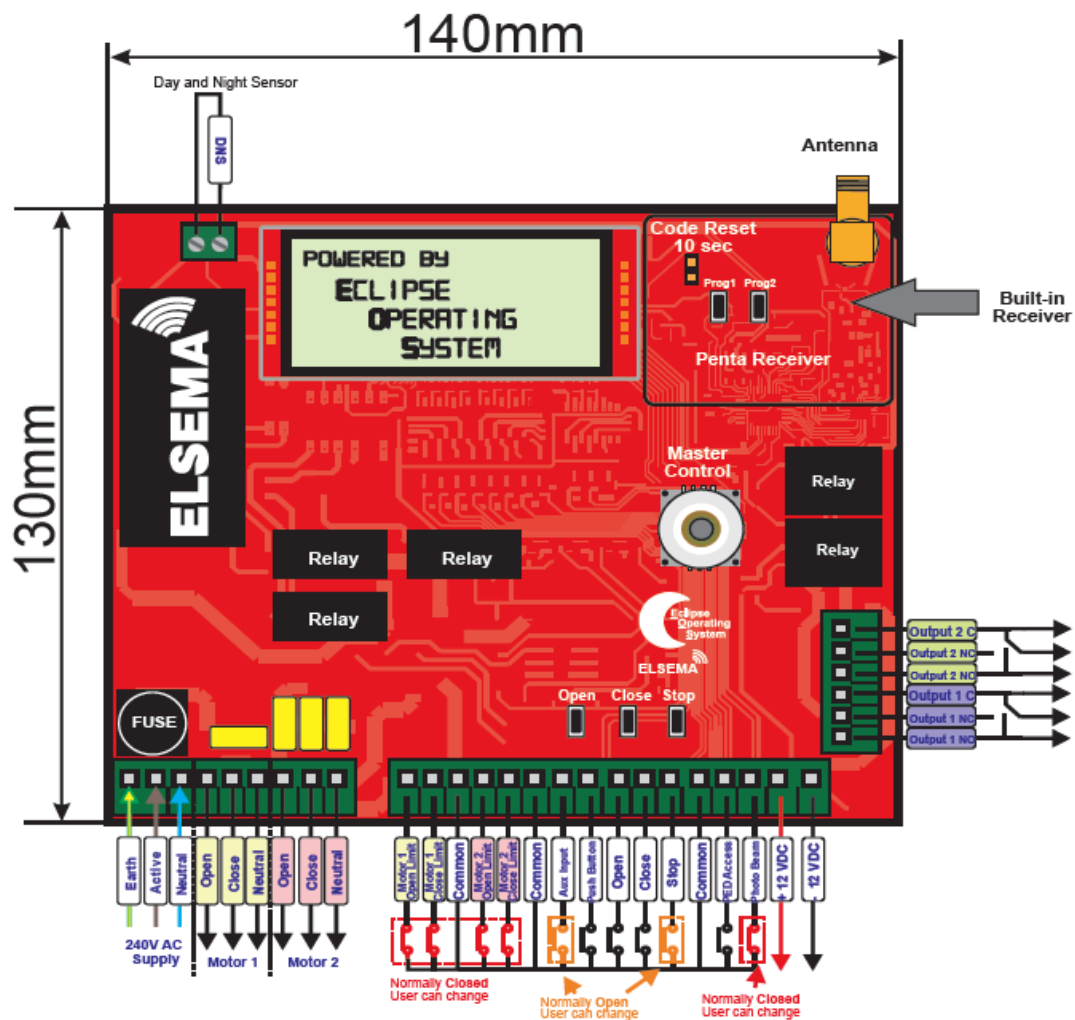 140mm
Day and Night Sensor
DNS
Antenna
130mm
POWERED BY
ECLIPSE
OPERATING
SYSTEM
Code Reset
10 sec
Prog1 Prog2
Penta Receiver
Built-in
Receiver
ELSEMA
Master
Control
Relay
Relay
Relay
Relay
Relay
Eclipse
Operating
System
ELSEMA
Open Close Stop
FUSE
Output 2 C
Output 2 NC
Output 2 NO
Output 1 C
Output 1 NC
Output 1 NO
Earth
Active
Neutral
Open
Close
Neutral
Open
Close
Neutral
240V AC
Supply
Motor 1
Motor 2
Motor 1
Open Limit
Motor 1
Close Limit
Common
Motor 2
Open Limit
Motor 2
Close Limit
Common
Aux Input
Push Button
Open
Close
Stop
Common
PED Access
Photo Beam
+ 12 VDC
- 12 VDC
Normally Closed
User can change
Normally Open
User can change
Normally Closed
User can change